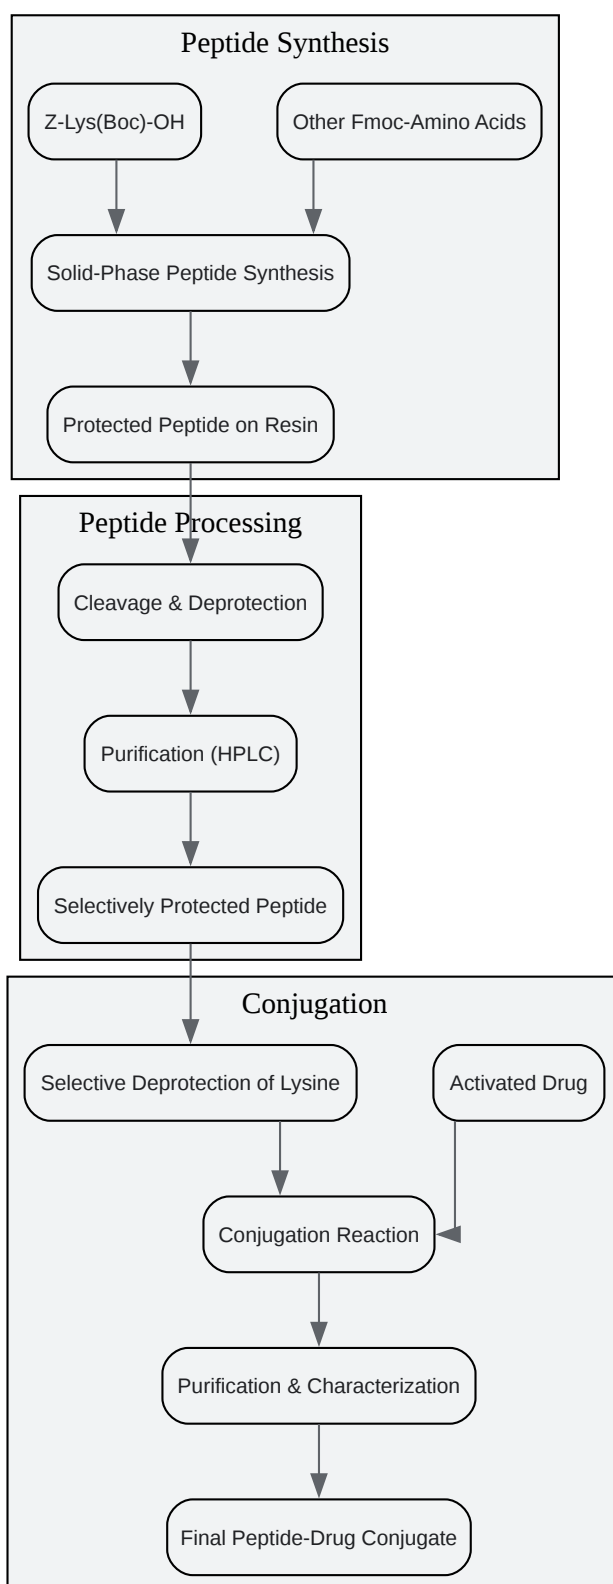 Peptide Synthesis
Z-Lys(Boc)-OH
Other Fmoc-Amino Acids
Solid-Phase Peptide Synthesis
Protected Peptide on Resin
Peptide Processing
Cleavage & Deprotection
Purification (HPLC)
Selectively Protected Peptide
Conjugation
Selective Deprotection of Lysine
Activated Drug
Conjugation Reaction
Purification & Characterization
Final Peptide-Drug Conjugate